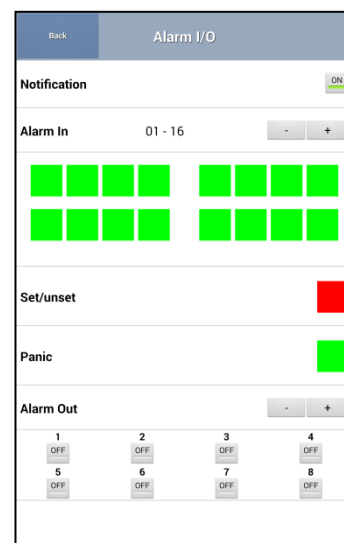 Back Alarm I/O
Notification ON
Alarm In 01 - 16 - +
Set/unset
Panic
Alarm Out - +
1 2 3 4
OFF OFF OFF OFF
5 6 7 8
OFF OFF OFF OFF